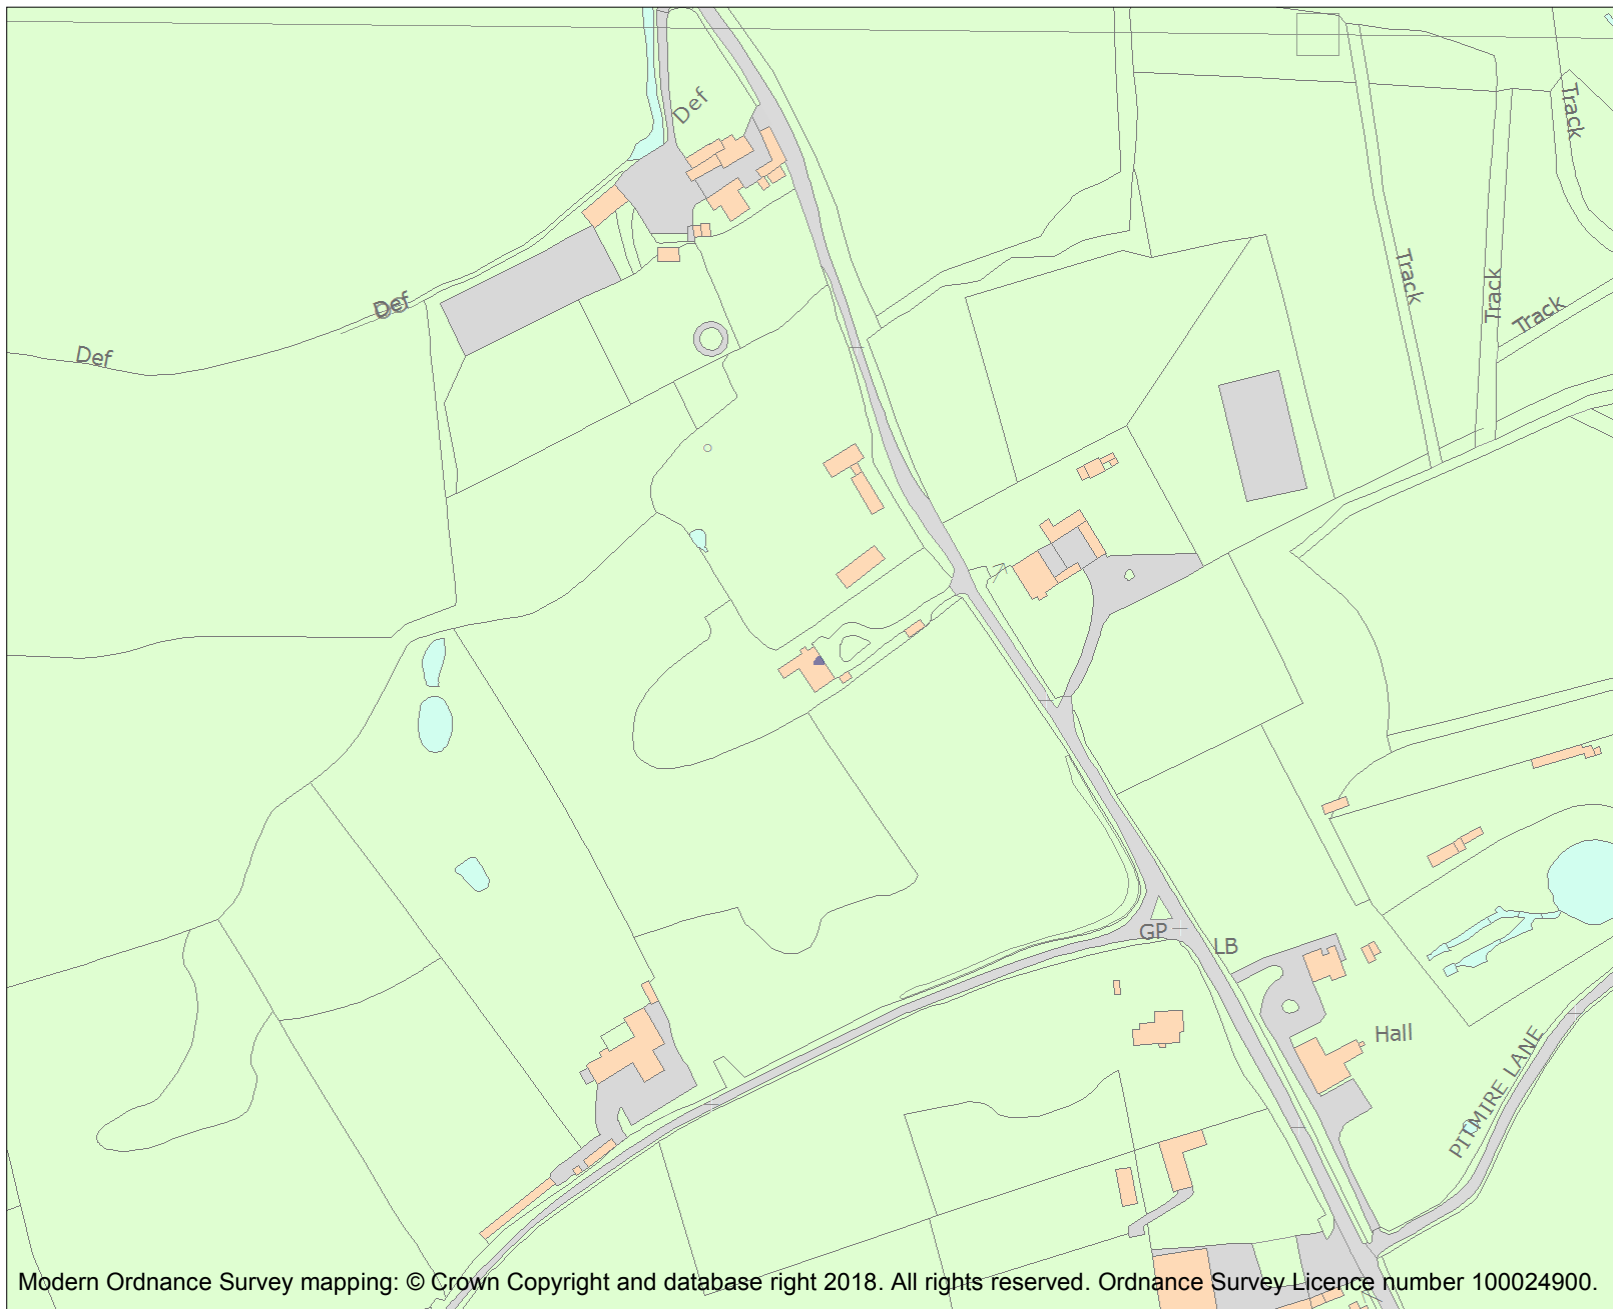 Def
Track
Track
Track
Track
Def
Def
GP
LB
Hall
PITMIRE LANE
Modern Ordnance Survey mapping: © Crown Copyright and database right 2018. All rights reserved. Ordnance Survey Licence number 100024900.